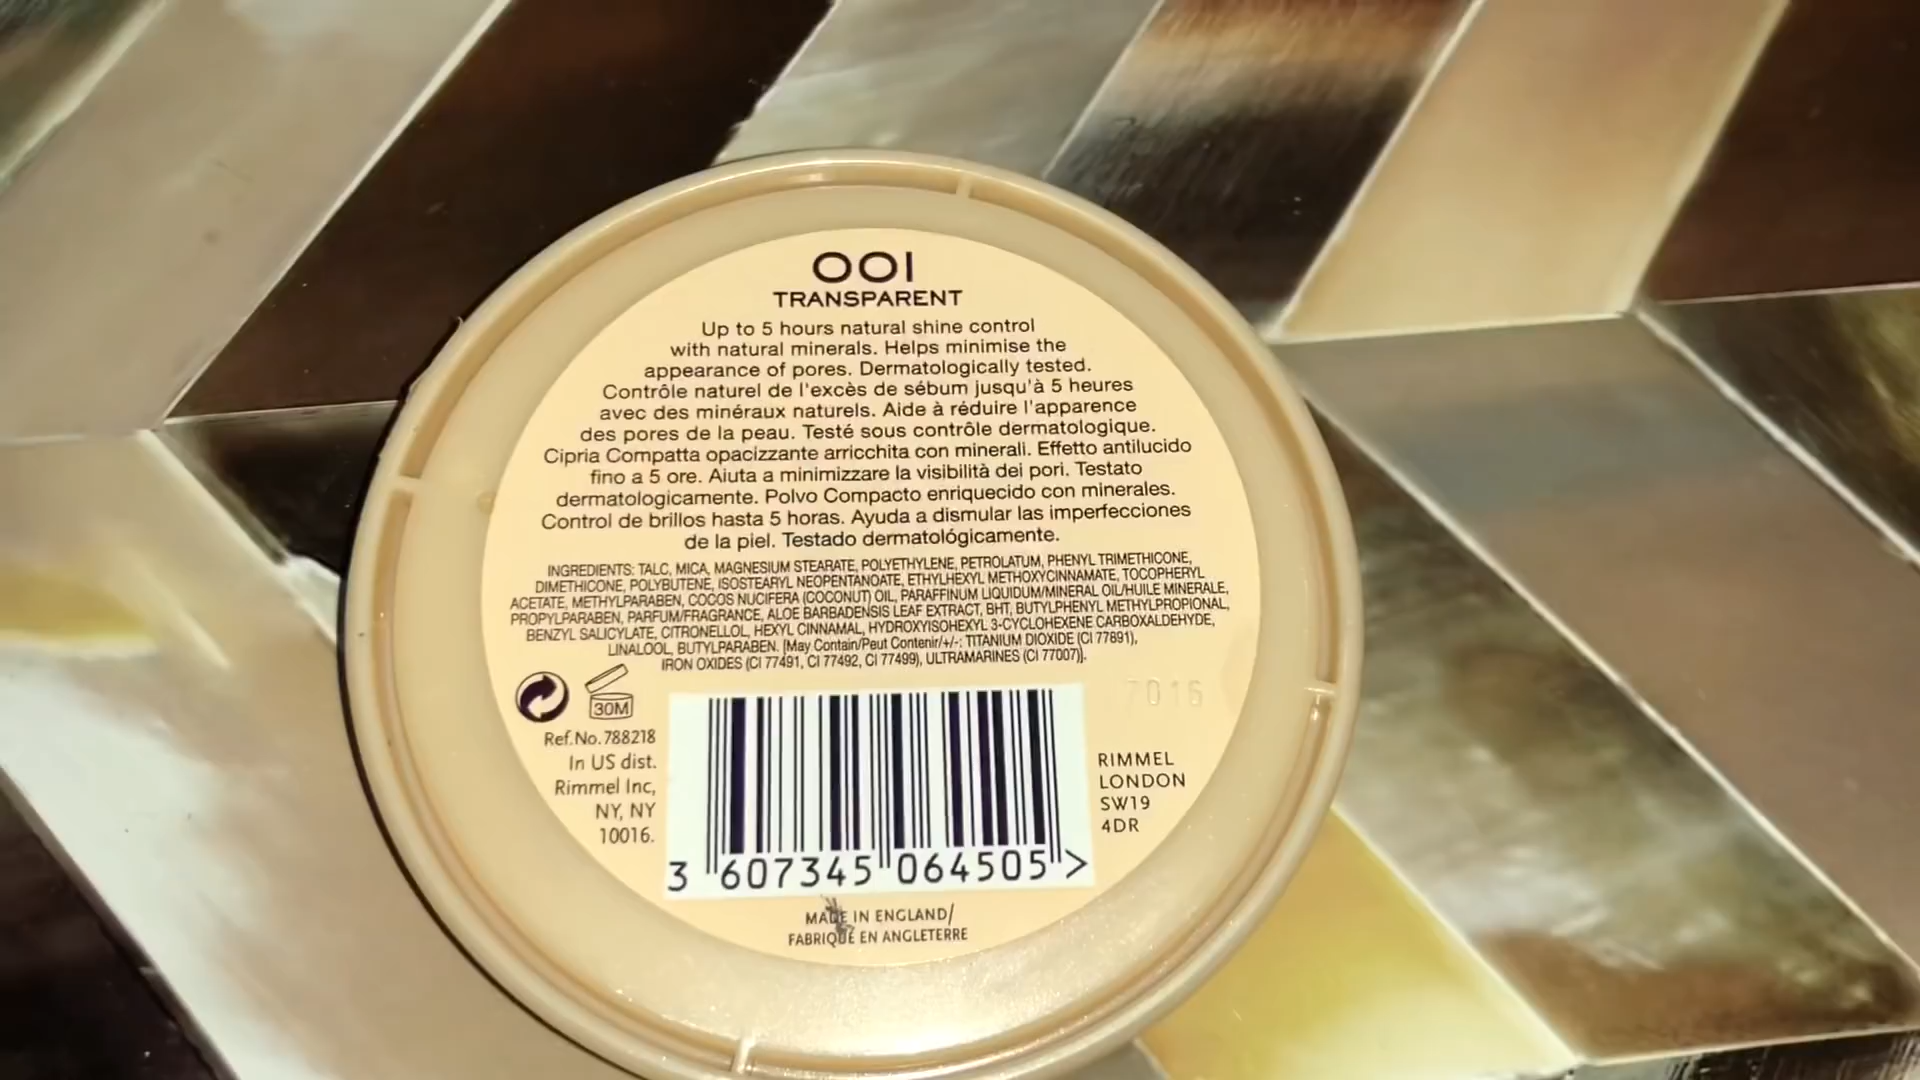 001
TRANSPARENT
Up to 5 hours natural shine control
with natural minerals. Helps minimise the
appearance of pores. Dermatologically tested.
Contrôle naturel de l'excès de sébum jusqu'à 5 heures
avec des minéraux naturels. Aide à réduire l'apparence
des pores de la peau. Testé sous contrôle dermatologique.
Cipria Compatta opacizzante arricchita con minerali. Effetto antilucido
fino a 5 ore. Aiuta a minimizzare la visibilità dei pori. Testato
dermatologicamente. Polvo Compacto enriquecido con minerales.
Control de brillos hasta 5 horas. Ayuda a dismular las imperfecciones
de la piel. Testado dermatológicamente.
INGREDIENTS: TALC, MICA, MAGNESIUM STEARATE, POLYETHYLENE, PETROLATUM, PHENYL TRIMETHICONE,
DIMETHICONE, POLYBUTENE, ISOSTEARYL NEOPENTANOATE, ETHYLHEXYL METHOXYCINNAMATE, TOCOPHERYL
ACETATE, METHYLPARABEN, COCOS NUCIFERA (COCONUT) OIL, PARAFFINUM LIQUIDUM/MINERAL OIL/HUILE MINERALE,
PROPYLPARABEN, PARFUM/FRAGRANCE, ALOE BARBADENSIS LEAF EXTRACT, BHT, BUTYLPHENYL METHYLPROPIONAL,
BENZYL SALICYLATE, CITRONELLOL, HEXYL CINNAMAL, HYDROXYISOHEXYL 3-CYCLOHEXENE CARBOXALDEHYDE,
LINALOOL, BUTYLPARABEN. [May Contain/Peut Contenir/+/-: TITANIUM DIOXIDE (CI 77891),
IRON OXIDES (CI 77491, CI 77492, CI 77499), ULTRAMARINES (CI 77007)].
30M
7016
Ref.No.788218
In US dist.
Rimmel Inc,
NY, NY
10016.
RIMMEL
LONDON
SW19
4DR
3 607345 064505 >
MADE IN ENGLAND/
FABRIQUÉ EN ANGLETERRE